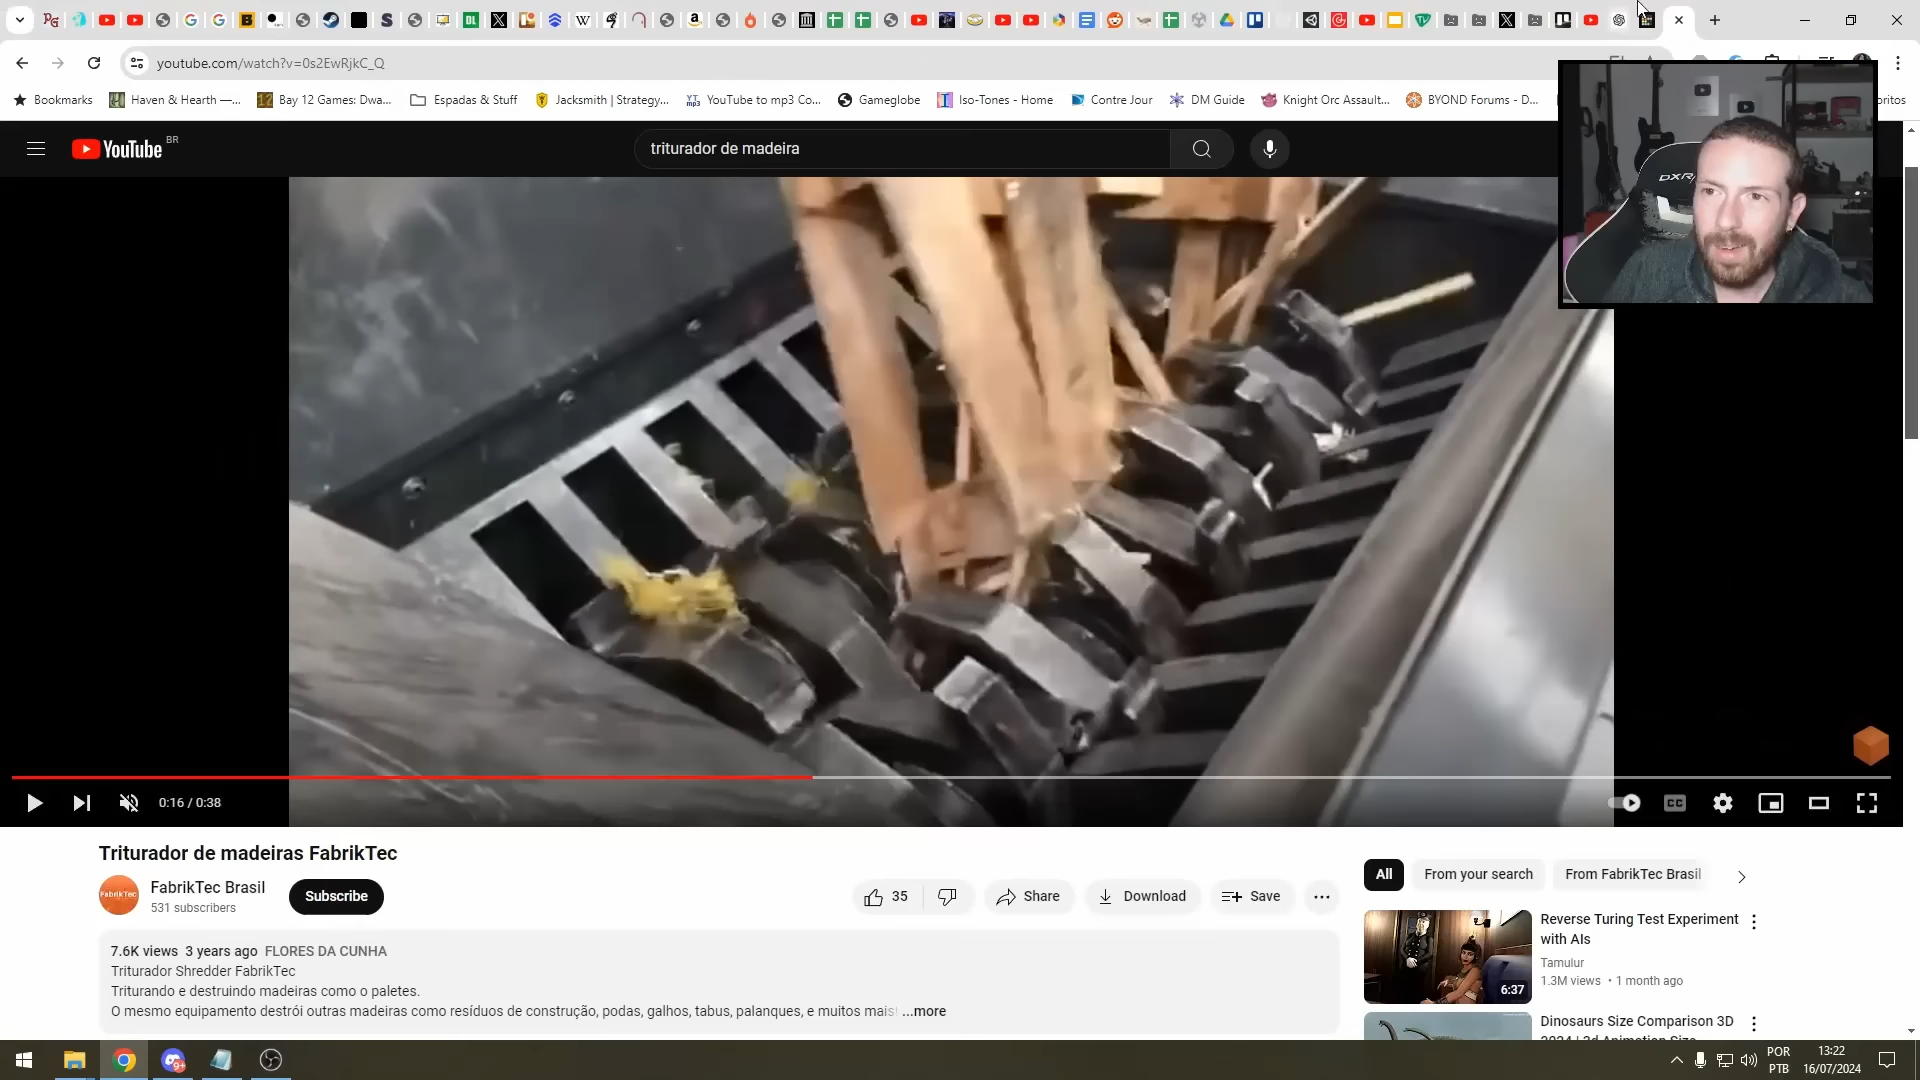 youtube.com/watch?v=0s2EwRjkC_Q
Bookmarks
Haven & Hearth —...
Bay 12 Games: Dwa...
Espadas & Stuff
Jacksmith | Strategy...
YouTube to mp3 Co...
Gameglobe
Iso-Tones - Home
Contre Jour
DM Guide
Knight Orc Assault...
BYOND Forums - D...
YouTube BR
triturador de madeira
DXR
0:16 / 0:38
Triturador de madeiras FabrikTec
FabrikTec
FabrikTec Brasil
531 subscribers
Subscribe
35
Share
Download
Save
7.6K views 3 years ago FLORES DA CUNHA
Triturador Shredder FabrikTec
Triturando e destruindo madeiras como o paletes.
O mesmo equipamento destrói outras madeiras como resíduos de construção, podas, galhos, tabus, palanques, e muitos mais ...more
All
From your search
From FabrikTec Brasil
Reverse Turing Test Experiment
with AIs
Tamulur
1.3M views • 1 month ago
6:37
Dinosaurs Size Comparison 3D
POR
PTB
13:22
16/07/2024